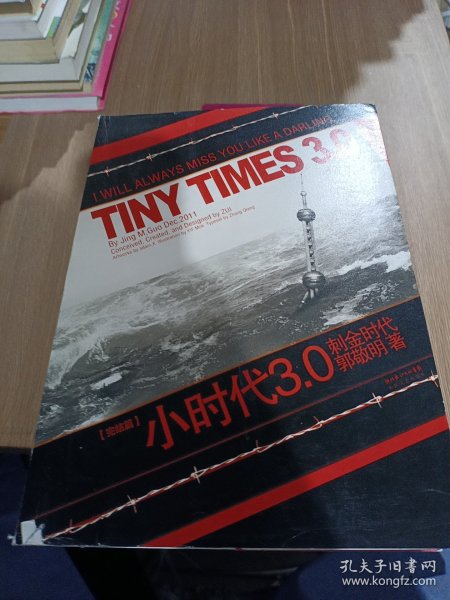 I WILL ALWAYS MISS YOU LIKE A DARLING
TINY TIMES 3.0
By Jing M.Guo Dec.2011
Conceived, Created, and Designed by ZUI
小时代3.0
刺金时代
郭敬明 著
【完结篇】
孔夫子旧书网
www.kongfz.com